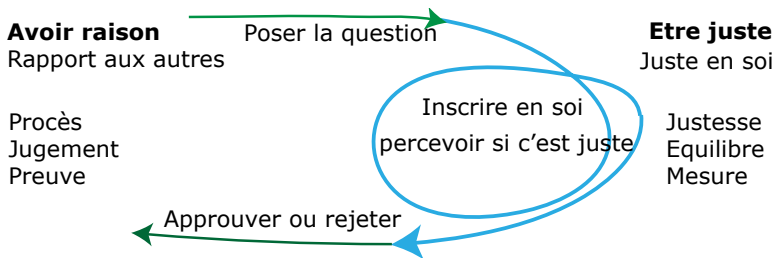 Avoir raison
Rapport aux autres
Procès
Jugement
Preuve
Poser la question
Inscrire en soi
percevoir si c’est juste
Approuver ou rejeter
Etre juste
Juste en soi
Justesse
Equilibre
Mesure